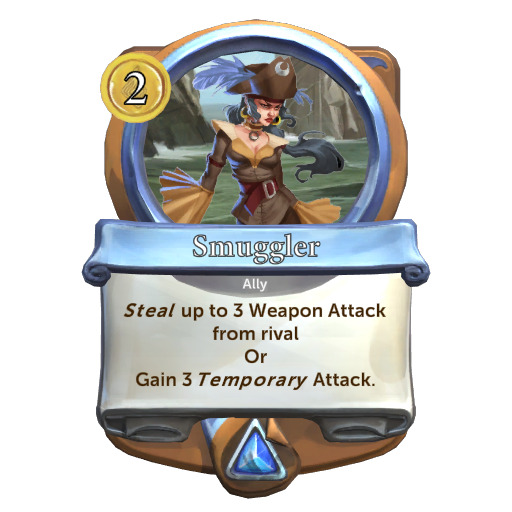 2
Smuggler
Ally
Steal up to 3 Weapon Attack
from rival
Or
Gain 3 Temporary Attack.